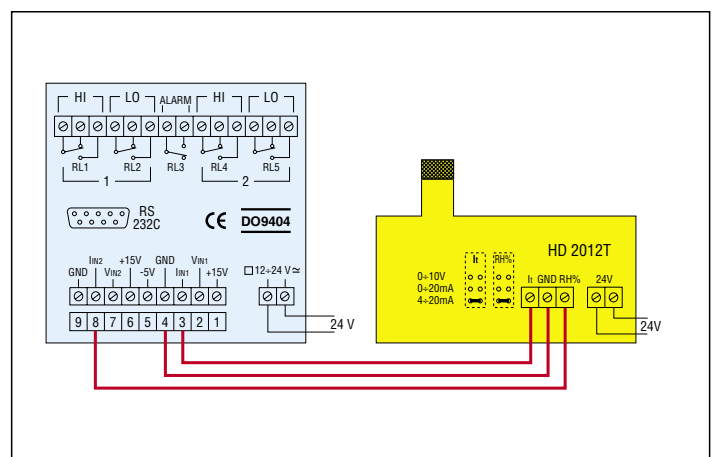 HI LO ALARM HI LO
RL1 RL2 RL3 RL4 RL5
1 2
RS
232C
CE DO9404
IIN2 +15V GND VIN1
GND VIN2 -5V IIN1 +15V
12÷24 V≃
9 8 7 6 5 4 3 2 1
24 V
HD 2012T
It RH%
0÷10V
0÷20mA
4÷20mA
It GND RH% 24V
24V